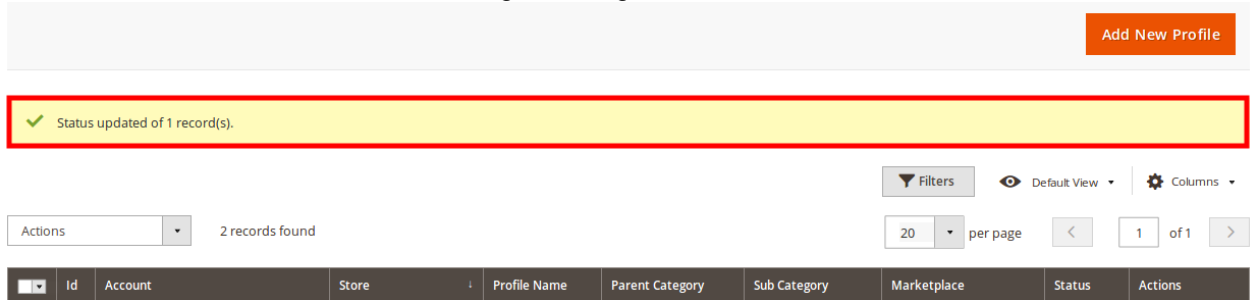 Add New Profile
Status updated of 1 record(s).
Filters Default View Columns
Actions 2 records found 20 per page 1 of 1
Id Account Store Profile Name Parent Category Sub Category Marketplace Status Actions